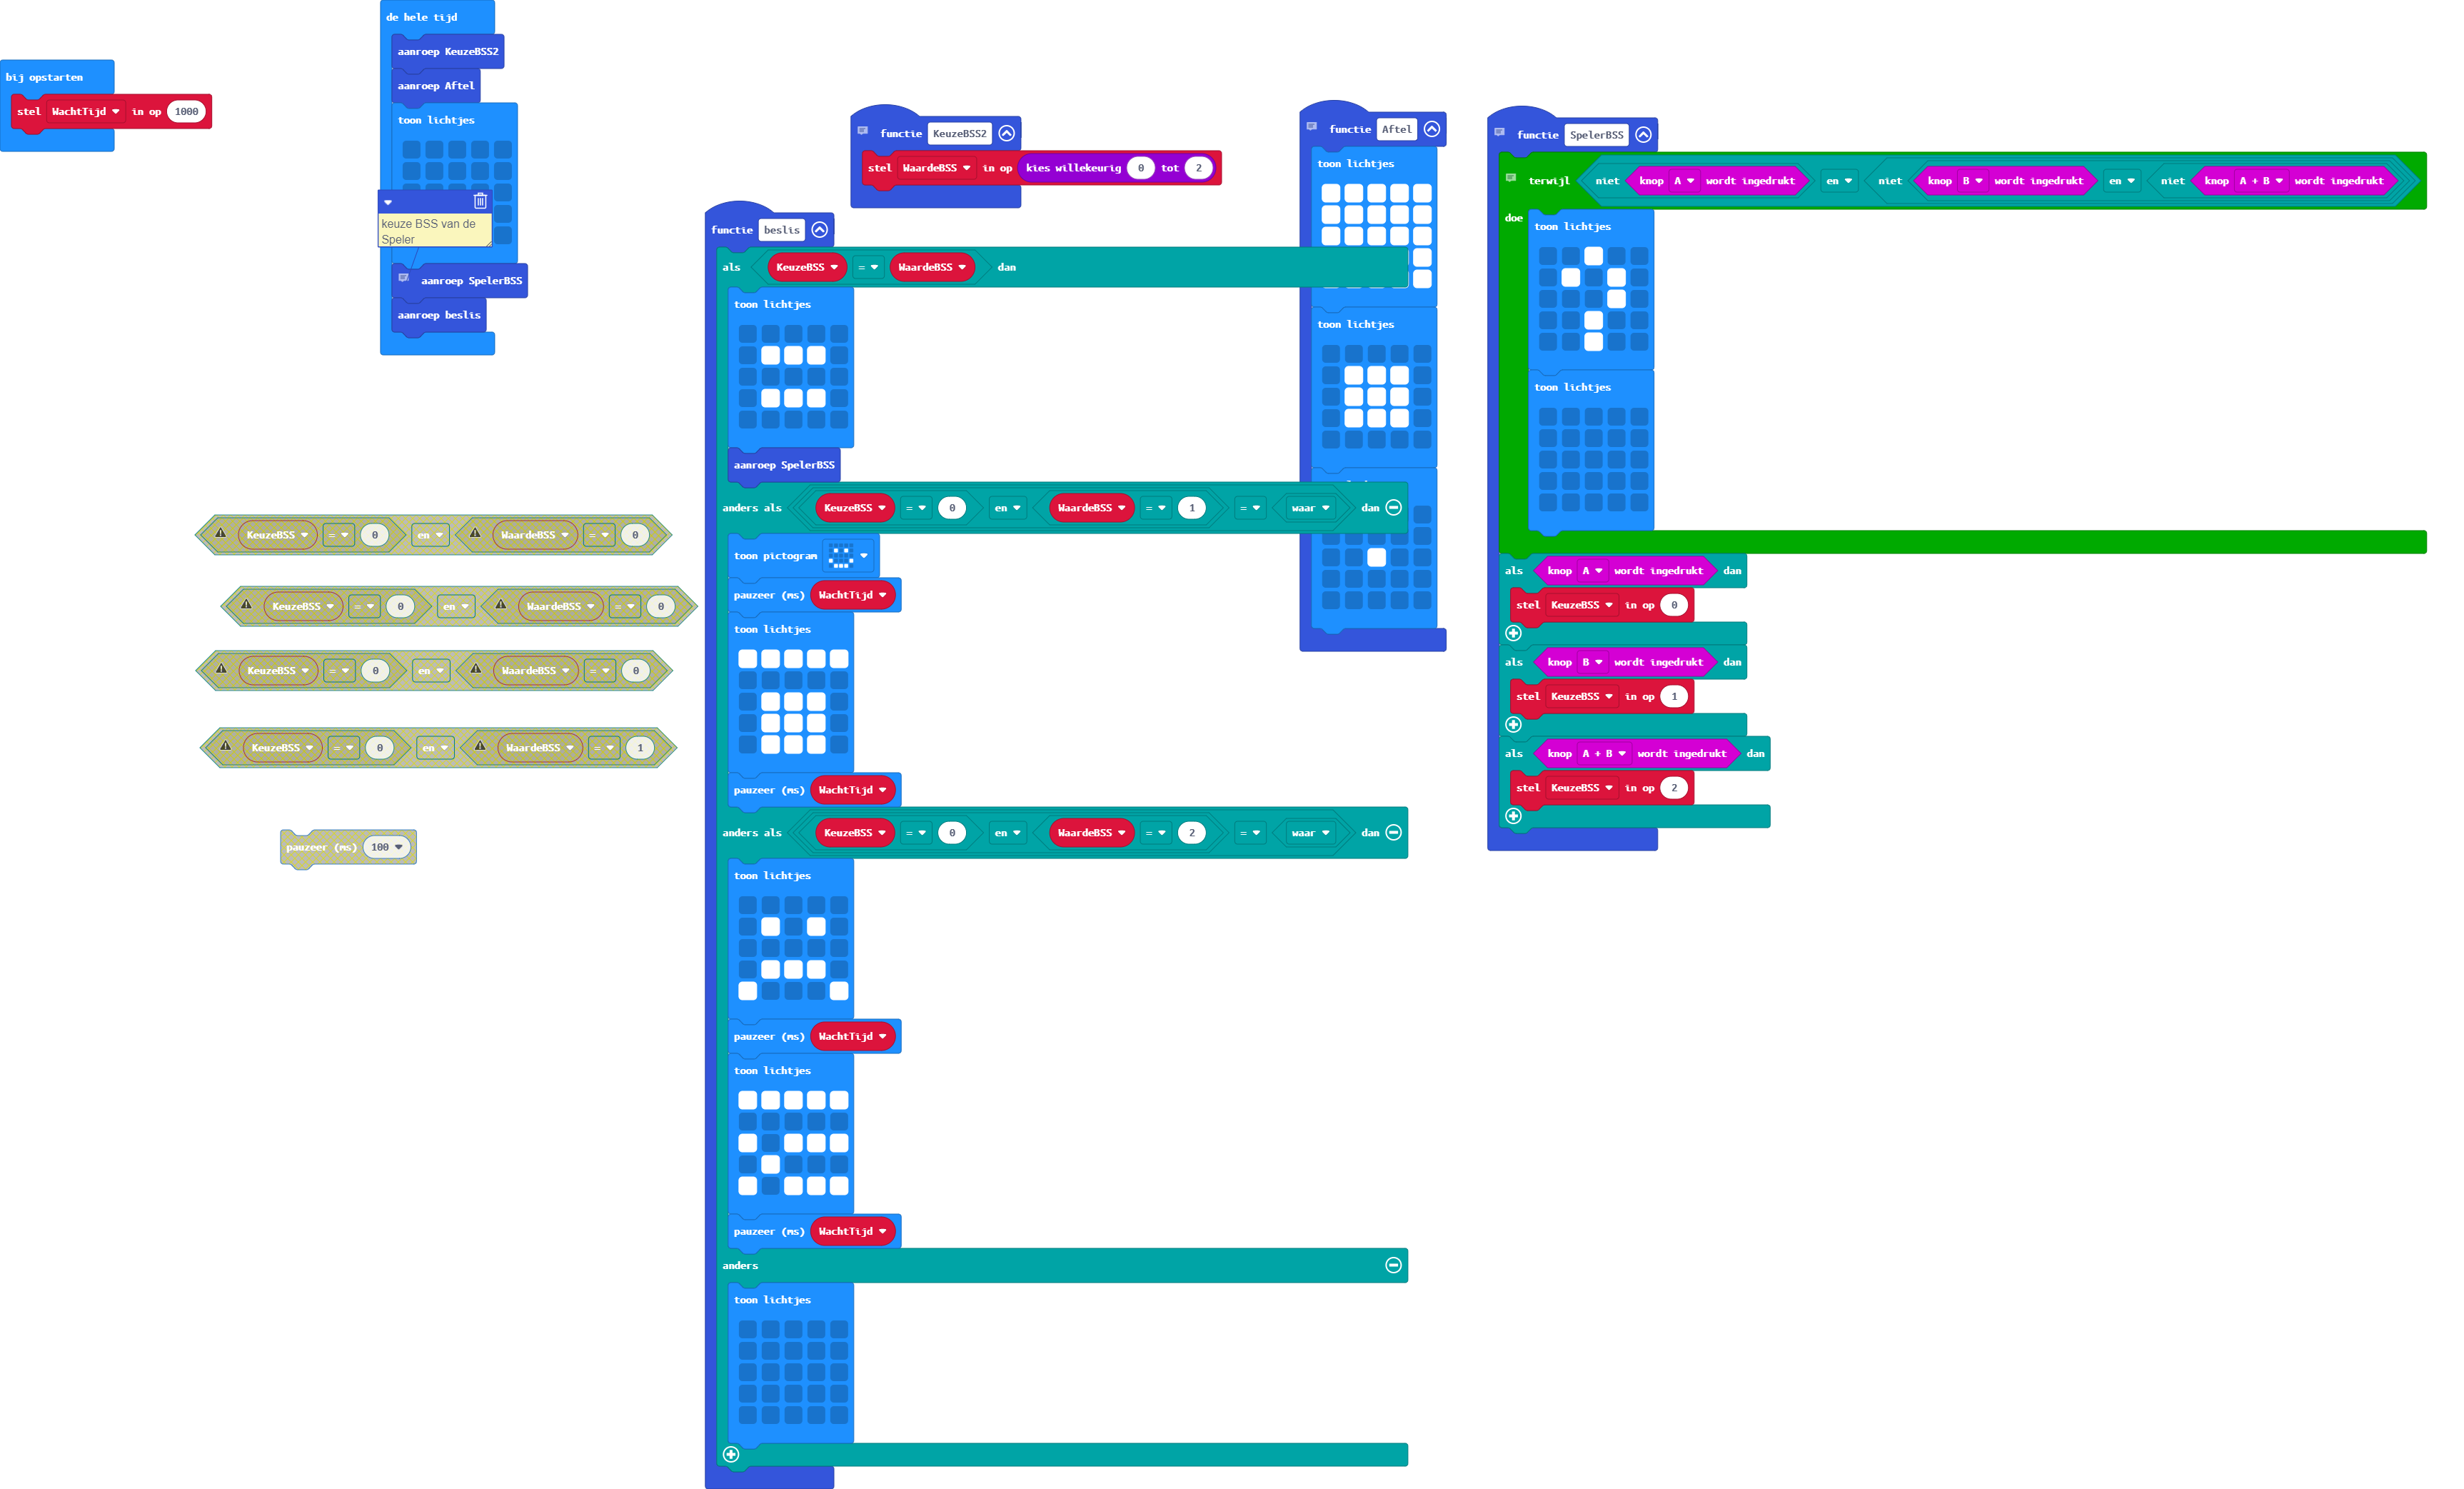 bij opstarten
stel WachtTijd in op 1000
de hele tijd
aanroep KeuzeBSS2
aanroep Aftel
toon lichtjes
keuze BSS van de
Speler
aanroep SpelerBSS
aanroep beslis
KeuzeBSS = 0 en WaardeBSS = 0
KeuzeBSS = 0 en WaardeBSS = 0
KeuzeBSS = 0 en WaardeBSS = 0
KeuzeBSS = 0 en WaardeBSS = 1
pauzeer (ms) 100
functie beslis
als KeuzeBSS = WaardeBSS dan
toon lichtjes
aanroep SpelerBSS
anders als KeuzeBSS = 0 en WaardeBSS = 1 = waar dan
toon pictogram
pauzeer (ms) WachtTijd
toon lichtjes
pauzeer (ms) WachtTijd
anders als KeuzeBSS = 0 en WaardeBSS = 2 = waar dan
toon lichtjes
pauzeer (ms) WachtTijd
toon lichtjes
pauzeer (ms) WachtTijd
anders
toon lichtjes
functie KeuzeBSS2
stel WaardeBSS in op kies willekeurig 0 tot 2
functie Aftel
toon lichtjes
toon lichtjes
functie SpelerBSS
terwijl niet knop A wordt ingedrukt en niet knop B wordt ingedrukt en niet knop A + B wordt ingedrukt
doe
toon lichtjes
toon lichtjes
als knop A wordt ingedrukt dan
stel KeuzeBSS in op 0
als knop B wordt ingedrukt dan
stel KeuzeBSS in op 1
als knop A + B wordt ingedrukt dan
stel KeuzeBSS in op 2